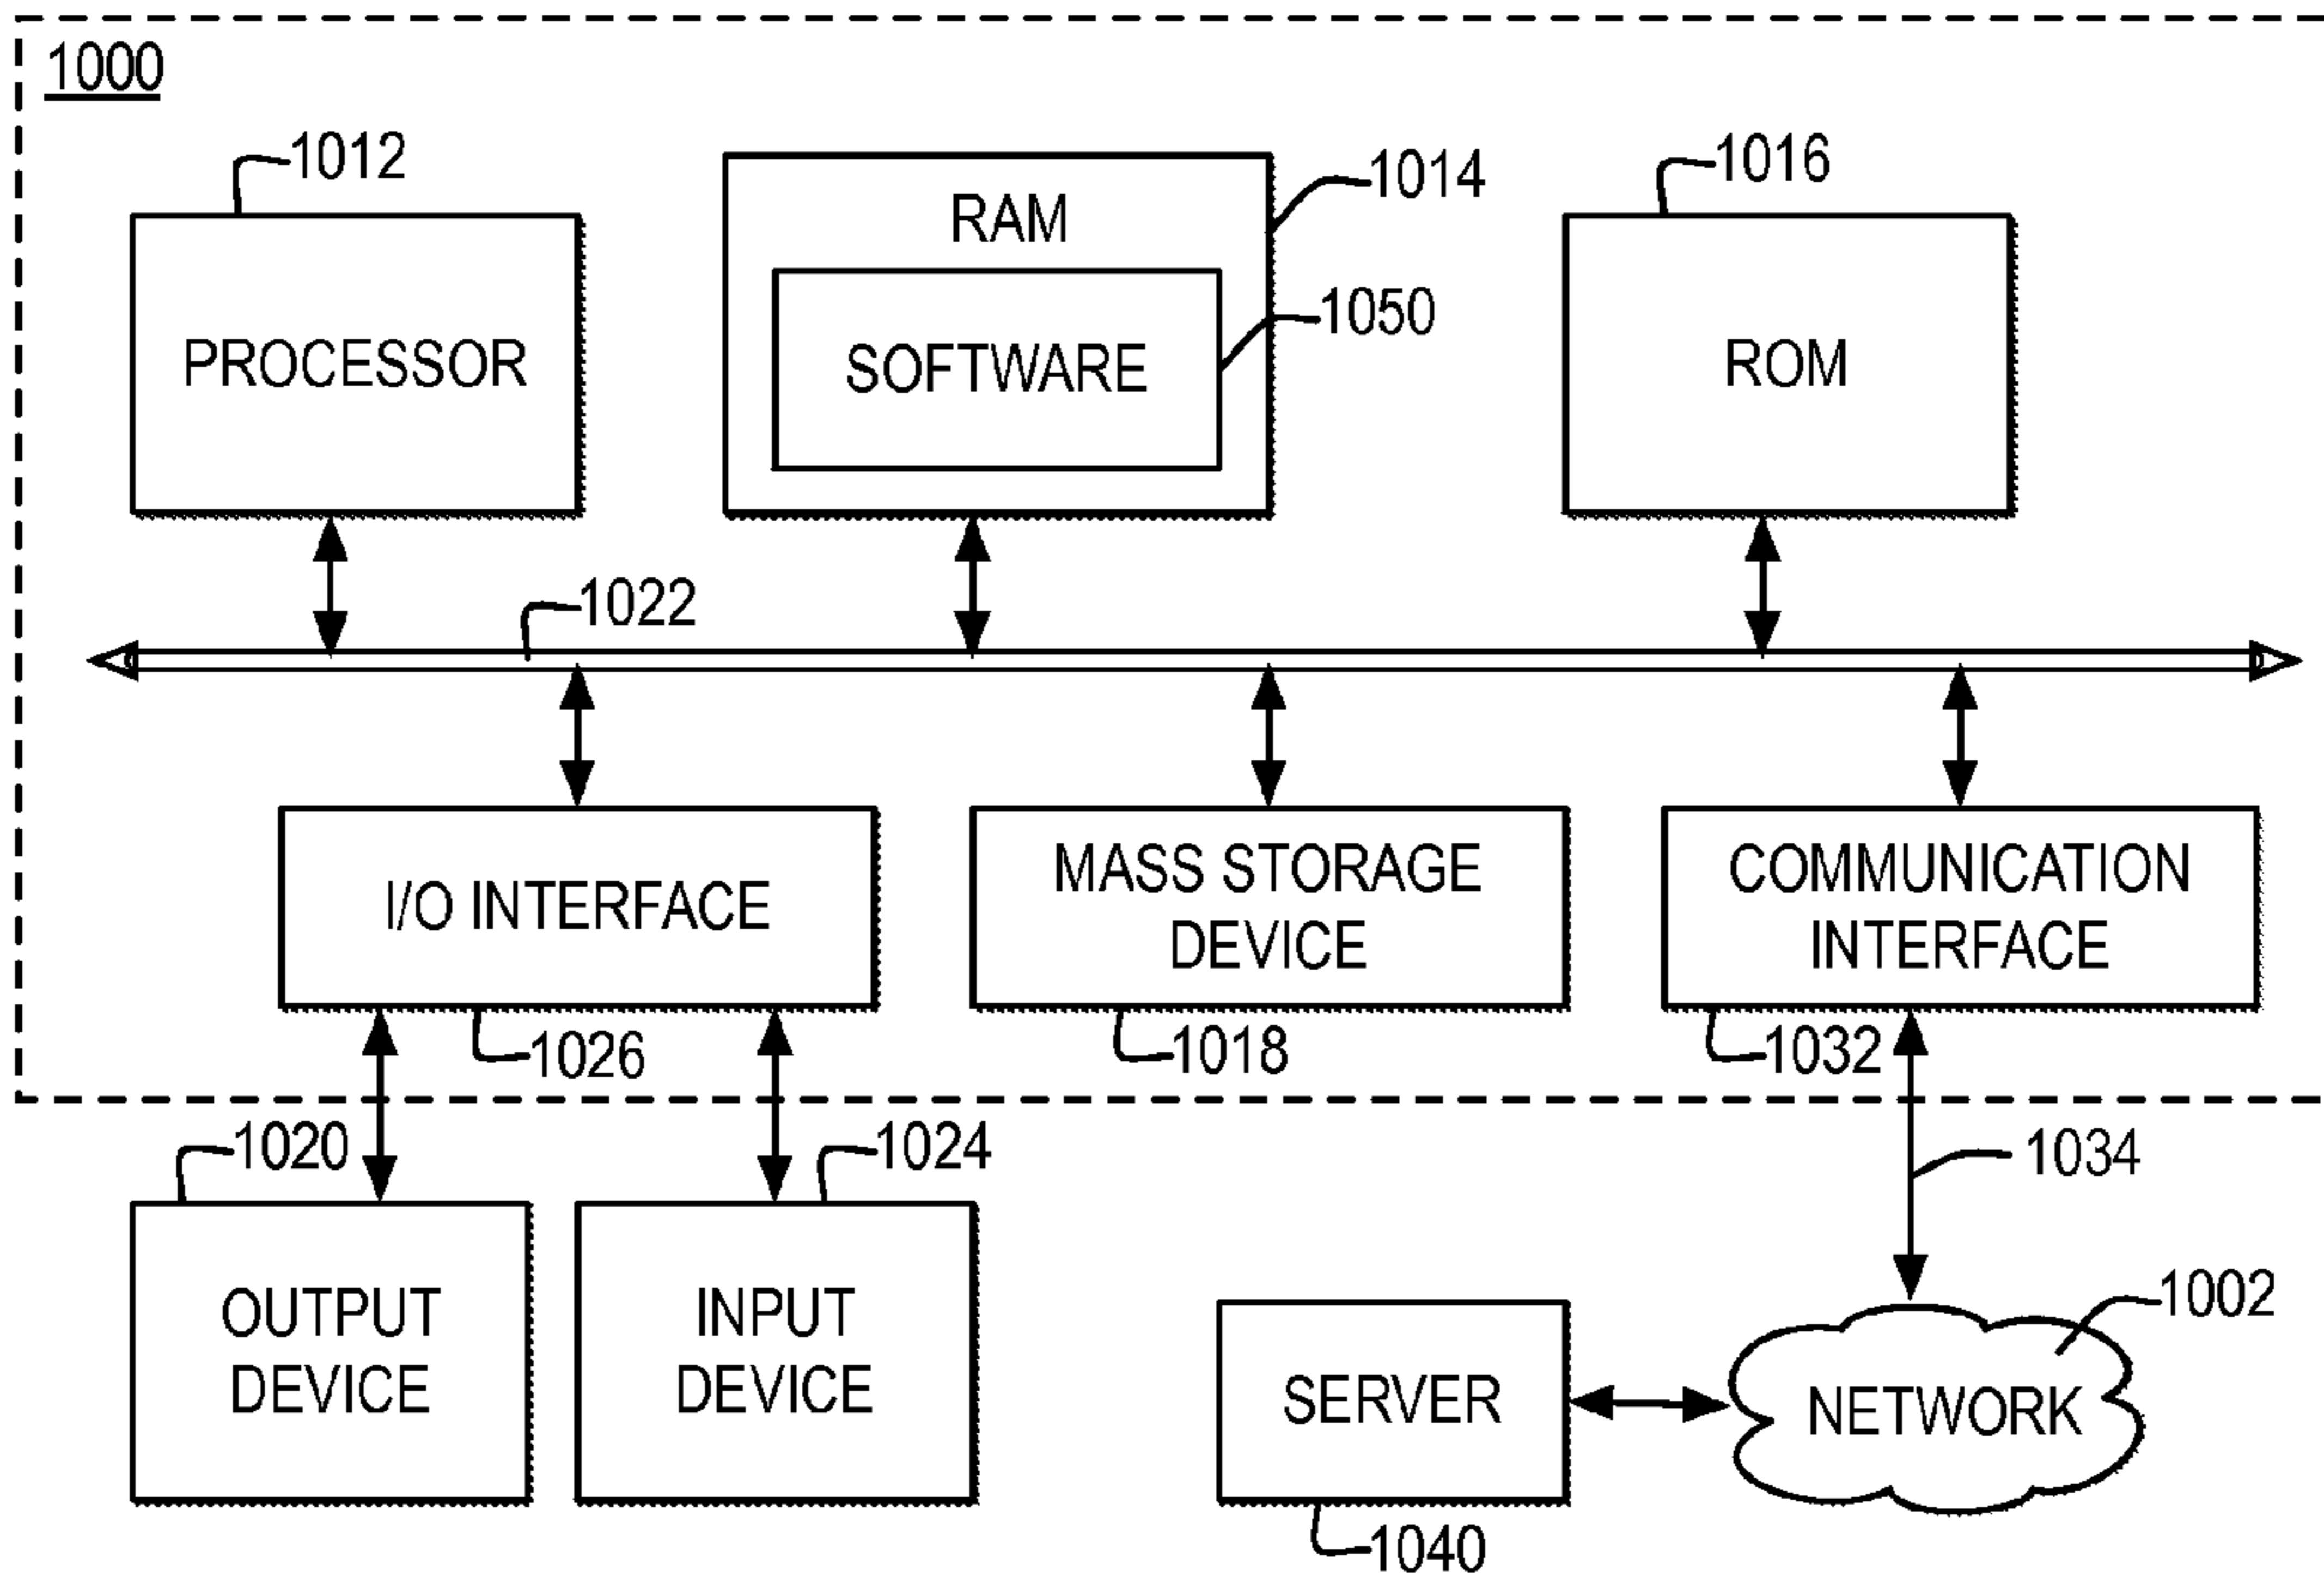 1000
1012
1014
1016
RAM
1050
PROCESSOR
SOFTWARE
ROM
1022
I/O INTERFACE
MASS STORAGE
DEVICE
COMMUNICATION
INTERFACE
1026
1018
1032
1020
1024
1034
OUTPUT
DEVICE
INPUT
DEVICE
1002
SERVER
NETWORK
1040